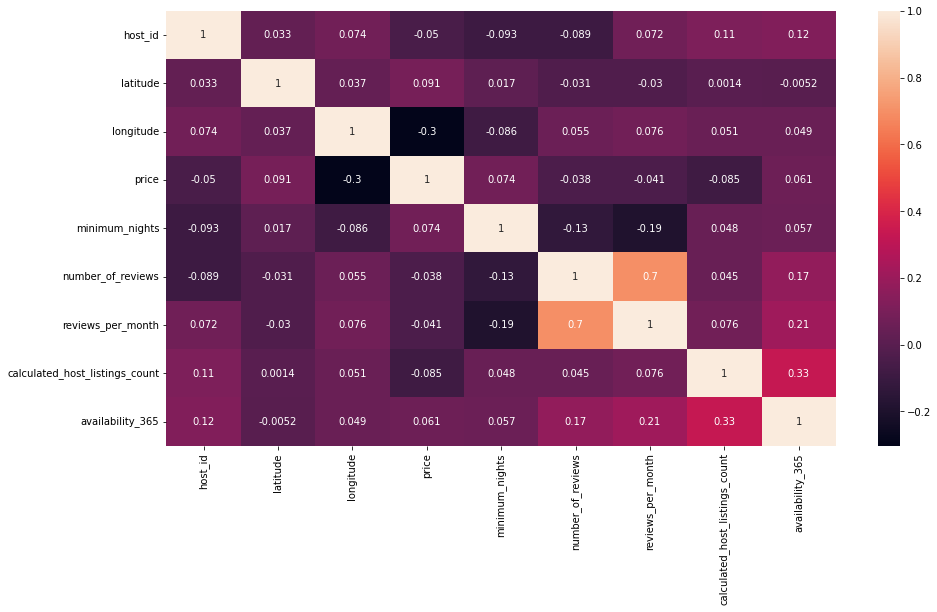 host_id 1 0.033 0.074 -0.05 -0.093 -0.089 0.072 0.11 0.12
latitude 0.033 1 0.037 0.091 0.017 -0.031 -0.03 0.0014 -0.0052
longitude 0.074 0.037 1 -0.3 -0.086 0.055 0.076 0.051 0.049
price -0.05 0.091 -0.3 1 0.074 -0.038 -0.041 -0.085 0.061
minimum_nights -0.093 0.017 -0.086 0.074 1 -0.13 -0.19 0.048 0.057
number_of_reviews -0.089 -0.031 0.055 -0.038 -0.13 1 0.7 0.045 0.17
reviews_per_month 0.072 -0.03 0.076 -0.041 -0.19 0.7 1 0.076 0.21
calculated_host_listings_count 0.11 0.0014 0.051 -0.085 0.048 0.045 0.076 1 0.33
availability_365 0.12 -0.0052 0.049 0.061 0.057 0.17 0.21 0.33 1
host_id
latitude
longitude
price
minimum_nights
number_of_reviews
reviews_per_month
calculated_host_listings_count
availability_365
1.0
0.8
0.6
0.4
0.2
0.0
−0.2